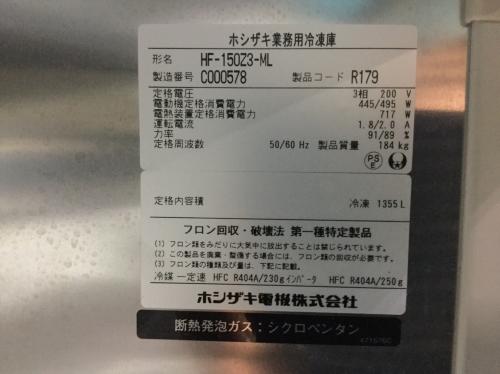 ホシザキ業務用冷凍庫
形名 HF-150Z3-ML
製造番号 C000578 製品コード R179
定格電圧 3相 200 V
電動機定格消費電力 445/495 W
電熱装置定格消費電力 717 W
運転電流 1.8/2.0 A
力率 91/89 %
定格周波数 50/60 Hz 製品質量 184 kg
PS
E
定格内容積 冷凍 1355 L
フロン回収・破壊法 第一種特定製品
(1) フロン類をみだりに大気中に放出することは禁じられています。
(2) この製品を廃棄・整備する場合には、フロン類の回収が必要です。
(3) フロン類の種類及び量は、下記に記載。
冷媒 一定速 HFC R404A/230g インバータ HFC R404A/250g
ホシザキ電機株式会社
断熱発泡ガス：シクロペンタン